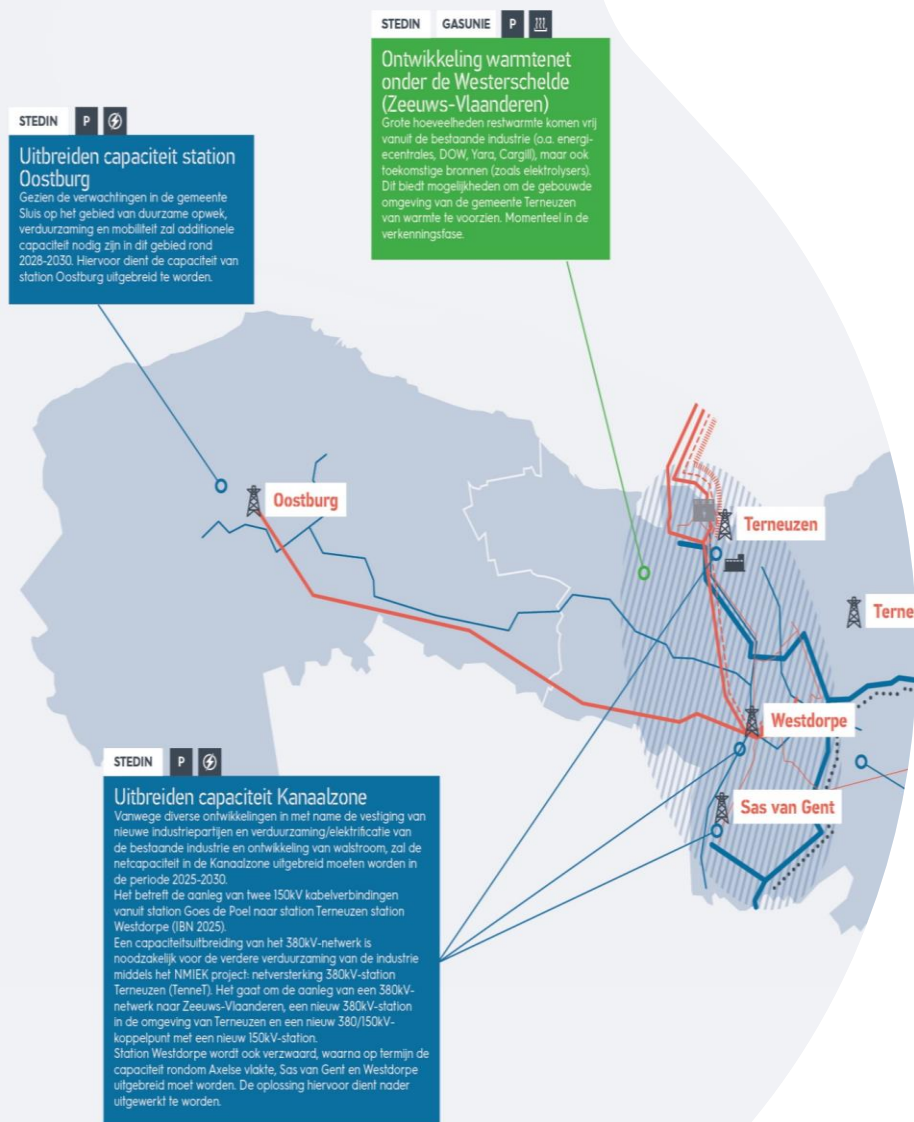 STEDIN GASUNIE P
Ontwikkeling warmtenet
onder de Westerschelde
(Zeeuws-Vlaanderen)
Grote hoeveelheden restwarmte komen vrij
vanuit de bestaande industrie (o.a. energi-
ecentrales, DOW, Yara, Cargill), maar ook
toekomstige bronnen (zoals elektrolysers).
Dit biedt mogelijkheden om de gebouwde
omgeving van de gemeente Terneuzen
van warmte te voorzien. Momenteel in de
verkenningsfase.
STEDIN P
Uitbreiden capaciteit station
Oostburg
Gezien de verwachtingen in de gemeente
Sluis op het gebied van duurzame opwek,
verduurzaming en mobiliteit zal additionele
capaciteit nodig zijn in dit gebied rond
2028-2030. Hiervoor dient de capaciteit van
station Oostburg uitgebreid te worden.
Oostburg
Terneuzen
Terne
Westdorpe
Sas van Gent
STEDIN P
Uitbreiden capaciteit Kanaalzone
Vanwege diverse ontwikkelingen in met name de vestiging van
nieuwe industriepartijen en verduurzaming/elektrificatie van
de bestaande industrie en ontwikkeling van walstroom, zal de
netcapaciteit in de Kanaalzone uitgebreid moeten worden in
de periode 2025-2030.
Het betreft de aanleg van twee 150kV kabelverbindingen
vanuit station Goes de Poel naar station Terneuzen station
Westdorpe (IBN 2025).
Een capaciteitsuitbreiding van het 380kV-netwerk is
noodzakelijk voor de verdere verduurzaming van de industrie
middels het NMIEK project: netversterking 380kV-station
Terneuzen (TenneT). Het gaat om de aanleg van een 380kV-
netwerk naar Zeeuws-Vlaanderen, een nieuw 380kV-station
in de omgeving van Terneuzen en een nieuw 380/150kV-
koppelpunt met een nieuw 150kV-station.
Station Westdorpe wordt ook verzwaard, waarna op termijn de
capaciteit rondom Axelse vlakte, Sas van Gent en Westdorpe
uitgebreid moet worden. De oplossing hiervoor dient nader
uitgewerkt te worden.